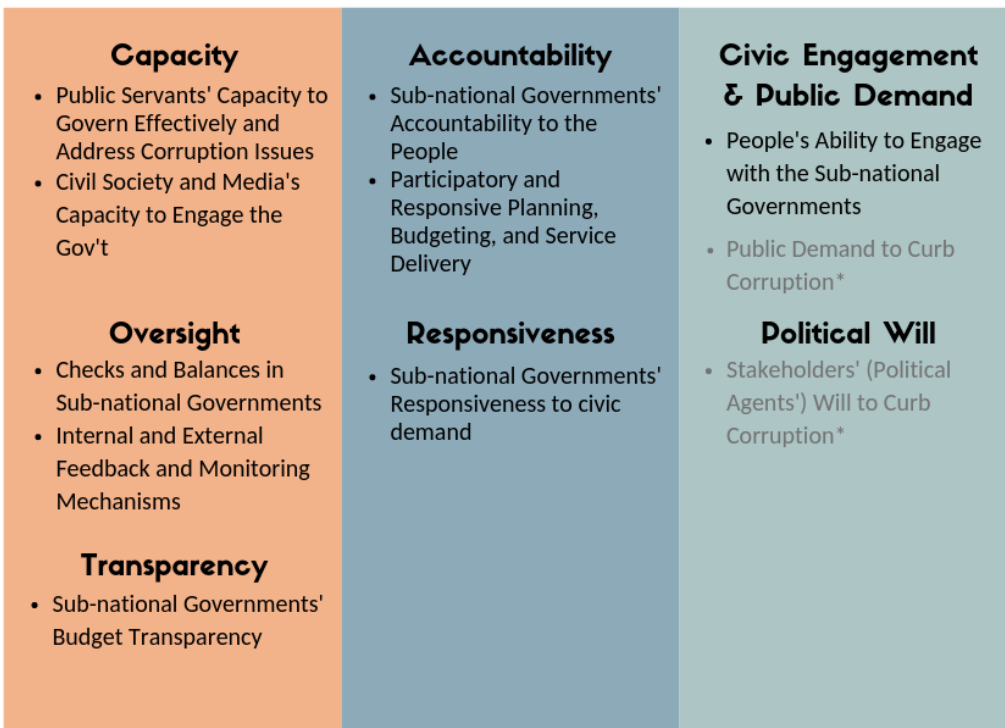 Capacity
• Public Servants' Capacity to
Govern Effectively and
Address Corruption Issues
• Civil Society and Media's
Capacity to Engage the
Gov't
Oversight
• Checks and Balances in
Sub-national Governments
• Internal and External
Feedback and Monitoring
Mechanisms
Transparency
• Sub-national Governments'
Budget Transparency
Accountability
• Sub-national Governments'
Accountability to the
People
• Participatory and
Responsive Planning,
Budgeting, and Service
Delivery
Responsiveness
• Sub-national Governments'
Responsiveness to civic
demand
Civic Engagement
& Public Demand
• People's Ability to Engage
with the Sub-national
Governments
• Public Demand to Curb
Corruption*
Political Will
• Stakeholders' (Political
Agents') Will to Curb
Corruption*